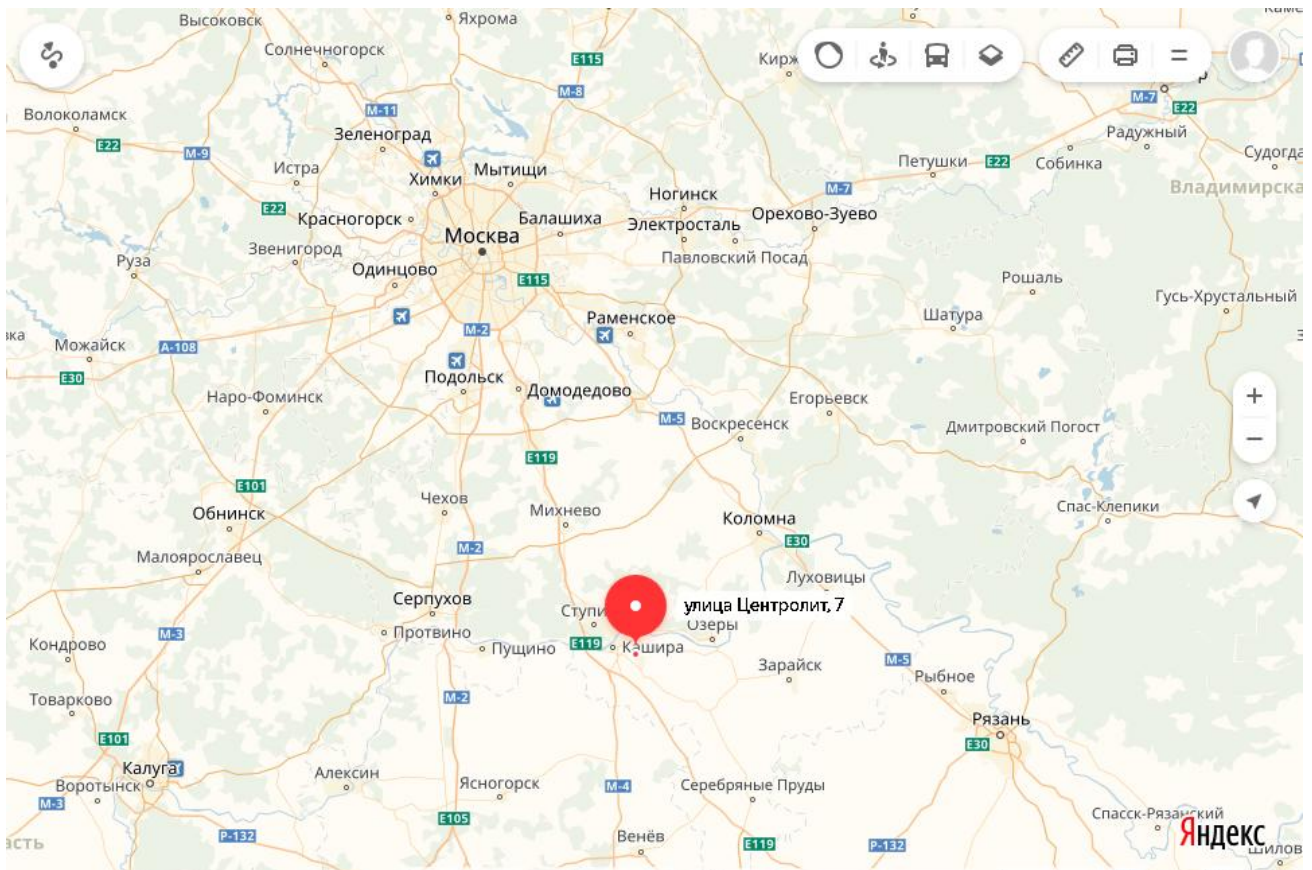 Высоковск
Яхрома
Солнечногорск
E115
Кирж
M-8
M-7
E22
M-11
Волоколамск
Зеленоград
Радужный
E22
M-9
Истра
Химки
Мытищи
Петушки
E22
Собинка
Судогда
Ногинск
M-7
Владимирска
E22
Красногорск
Балашиха
Электросталь
Орехово-Зуево
Москва
Звенигород
Павловский Посад
Руза
Одинцово
E115
Рошаль
Гусь-Хрустальный
Раменское
Шатура
M-2
Можайск
A-108
E30
Подольск
Домодедово
Наро-Фоминск
Егорьевск
M-5
Воскресенск
Дмитровский Погост
E119
E101
Чехов
Обнинск
Михнево
Коломна
Спас-Клепики
E30
M-2
Малоярославец
Луховицы
Серпухов
Ступи
улица Центролит, 7
Озеры
M-3
Протвино
Кондрово
Пущино
E119
Кашира
Зарайск
M-5
Рыбное
Товарково
M-2
Рязань
E101
E30
Калуга
Алексин
Ясногорск
M-4
Серебряные Пруды
Воротынск
M-3
E105
Спасск-Рязанский
P-132
Венёв
E119
P-132
Яндекс
асть
Шилов